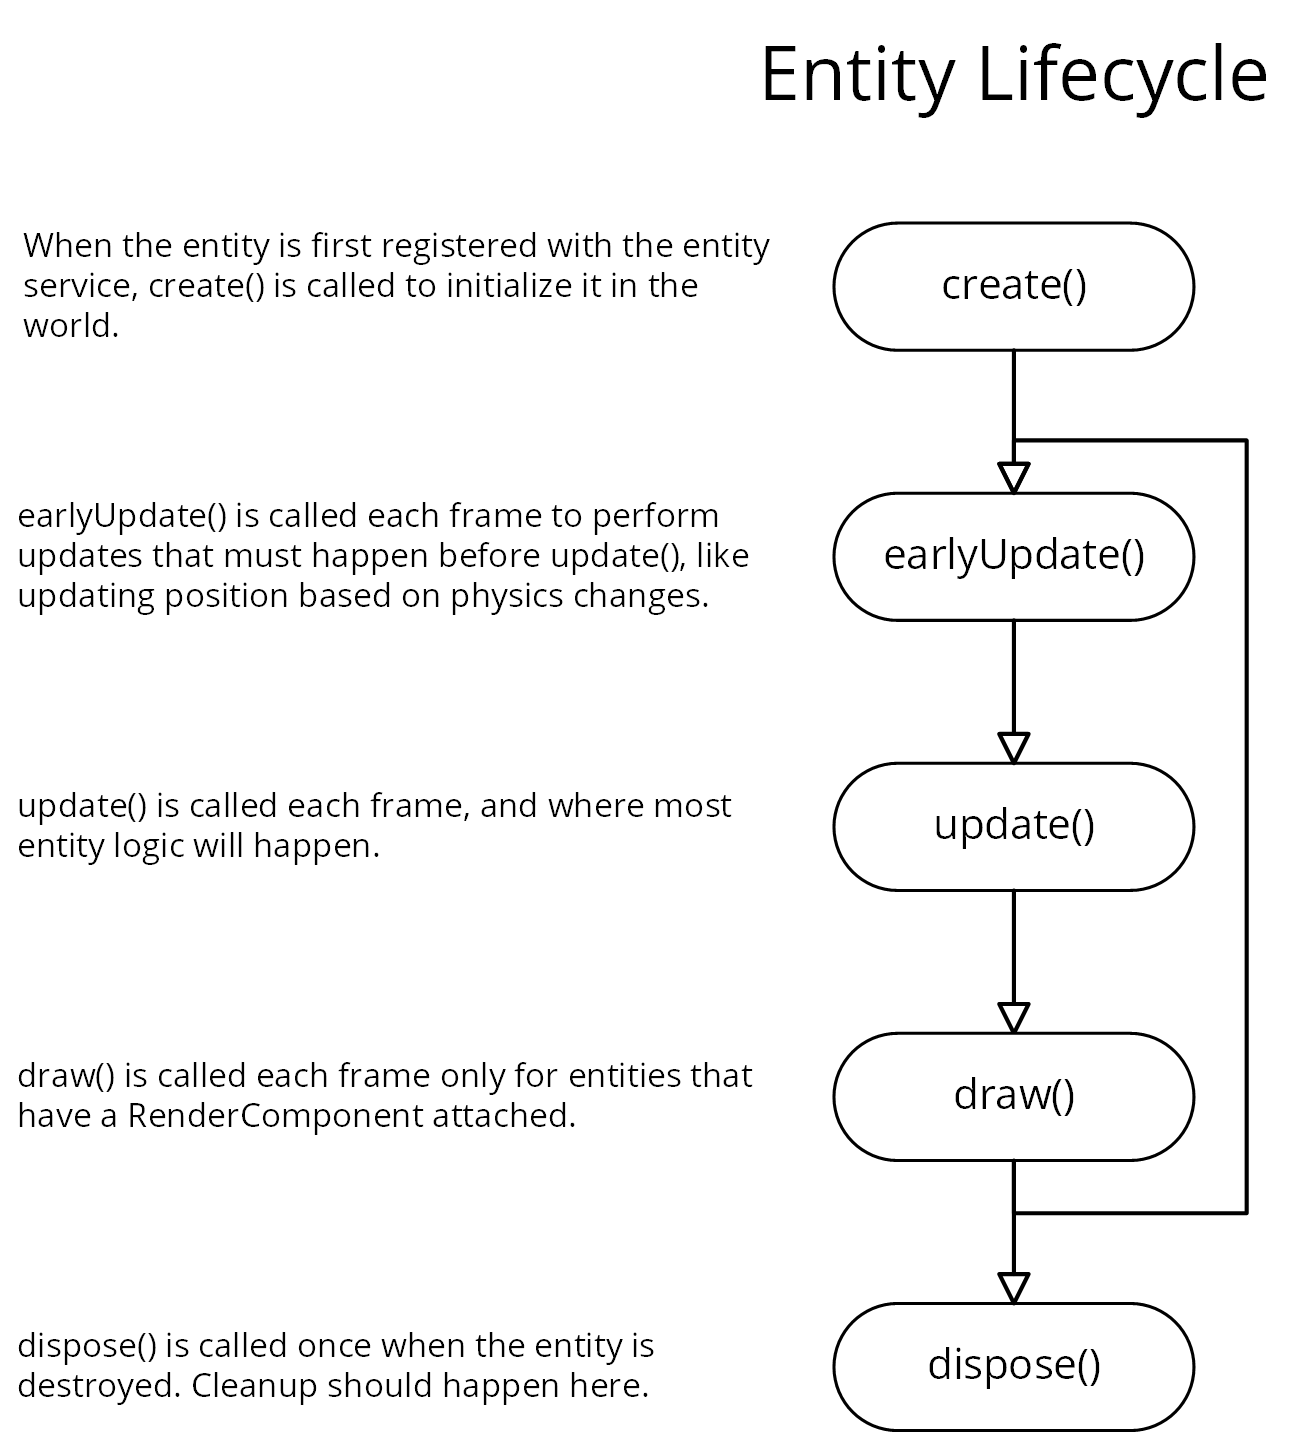 Entity Lifecycle
When the entity is first registered with the entity
service, create() is called to initialize it in the
world.
create()
earlyUpdate() is called each frame to perform
updates that must happen before update(), like
updating position based on physics changes.
earlyUpdate()
update() is called each frame, and where most
entity logic will happen.
update()
draw() is called each frame only for entities that
have a RenderComponent attached.
draw()
dispose() is called once when the entity is
destroyed. Cleanup should happen here.
dispose()